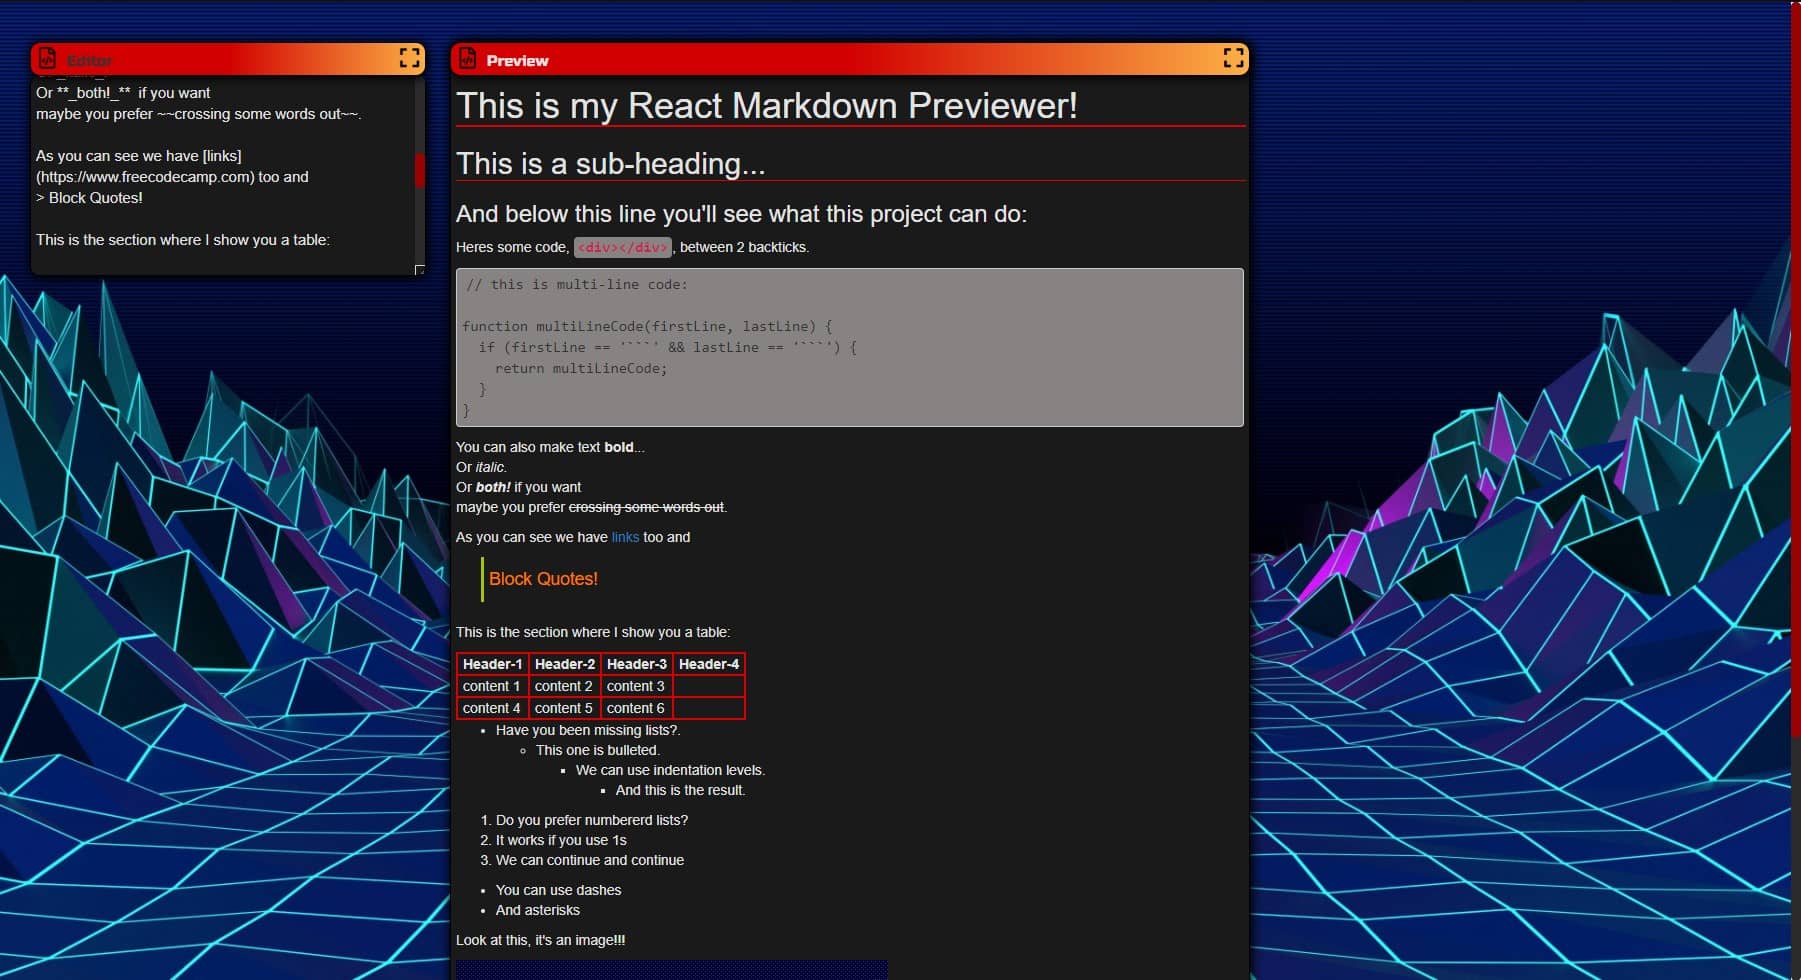 Editor
Or **_both!_**  if you want
maybe you prefer ~~crossing some words out~~.
As you can see we have [links]
(https://www.freecodecamp.com) too and
> Block Quotes!
This is the section where I show you a table:
Preview
This is my React Markdown Previewer!
This is a sub-heading...
And below this line you'll see what this project can do:
Heres some code, <div></div>, between 2 backticks.
// this is multi-line code:
function multiLineCode(firstLine, lastLine) {
  if (firstLine == '```' && lastLine == '```') {
    return multiLineCode;
  }
}
You can also make text bold...
Or italic.
Or both! if you want
maybe you prefer crossing some words out.
As you can see we have links too and
Block Quotes!
This is the section where I show you a table:
Header-1 Header-2 Header-3 Header-4
content 1 content 2 content 3
content 4 content 5 content 6
• Have you been missing lists?.
◦ This one is bulleted.
▪ We can use indentation levels.
▪ And this is the result.
1. Do you prefer numbererd lists?
2. It works if you use 1s
3. We can continue and continue
• You can use dashes
• And asterisks
Look at this, it's an image!!!